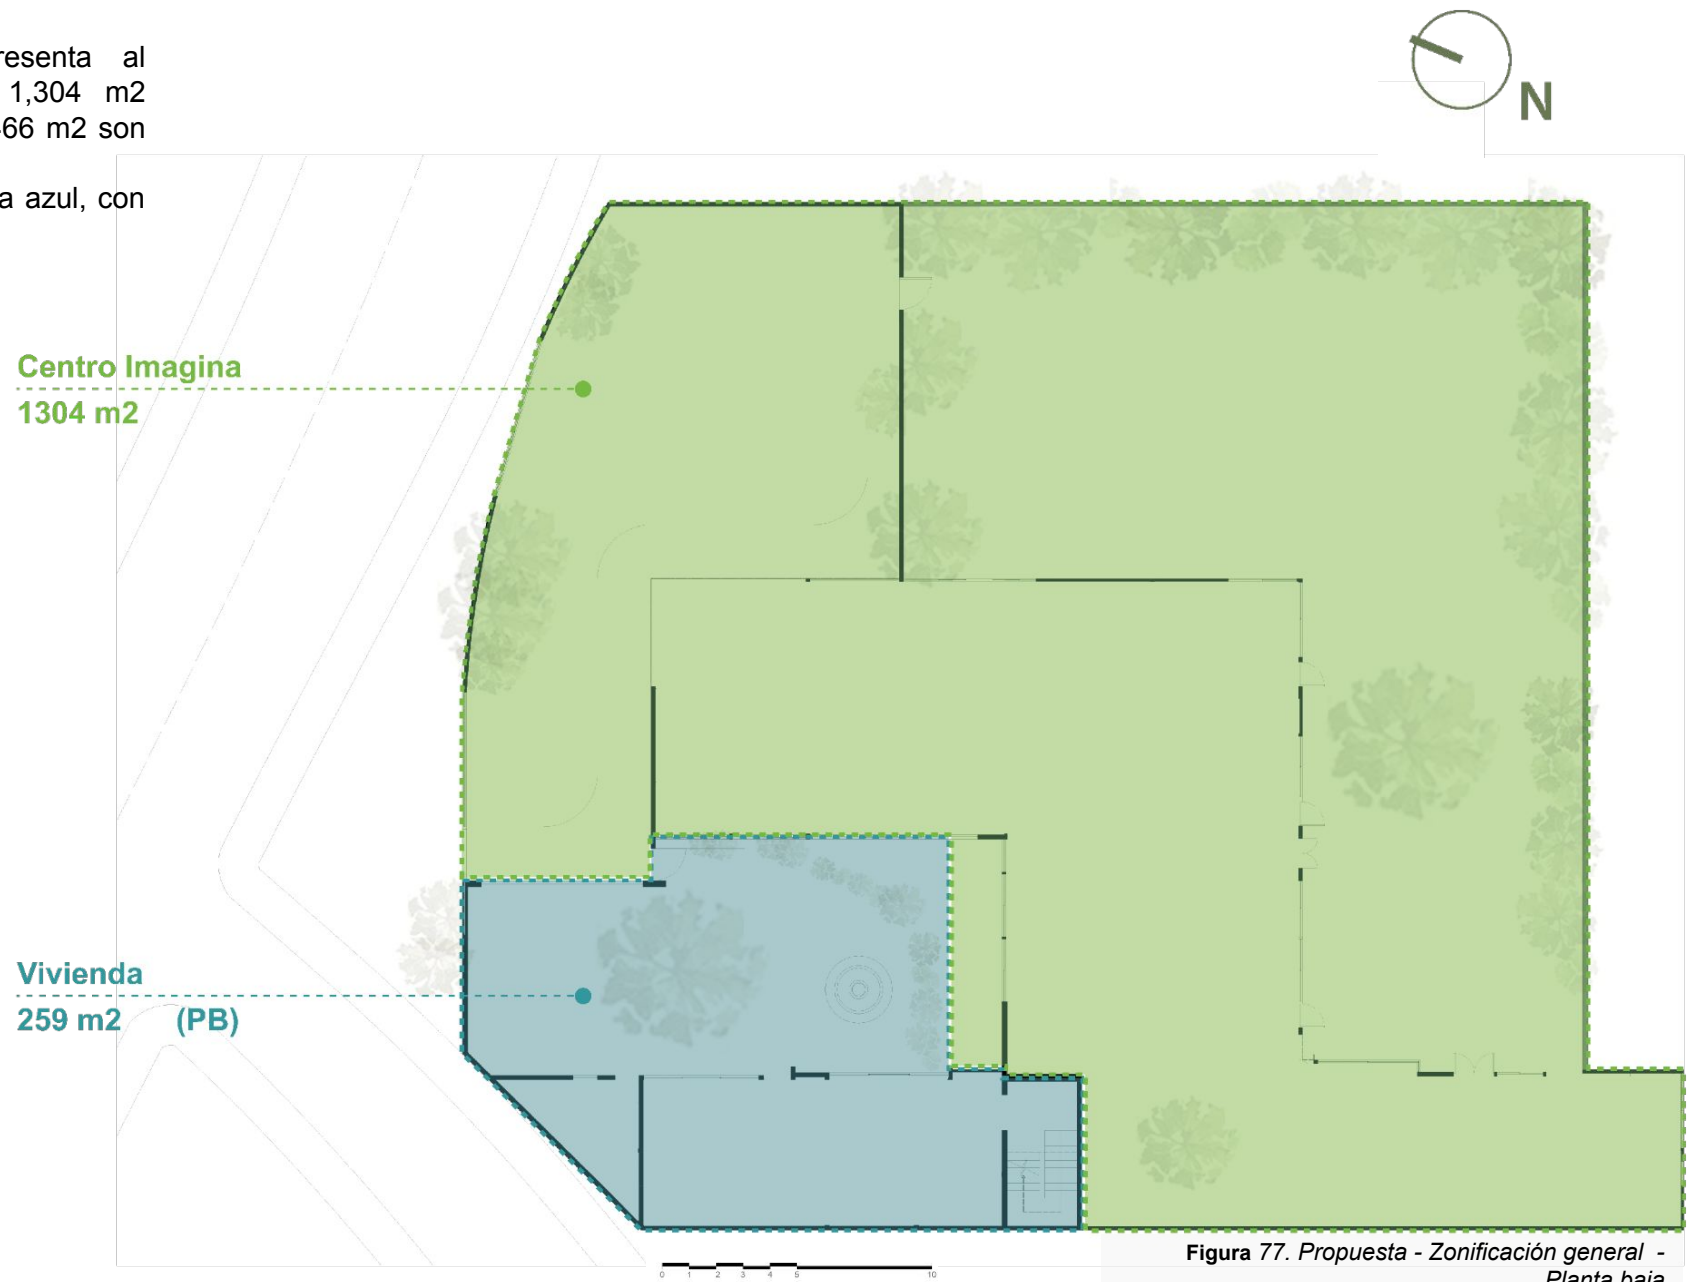 resenta al
1,304 m2
466 m2 son
a azul, con
N
Centro Imagina
1304 m2
Vivienda
259 m2 (PB)
0 1 2 3 4 5 10
Figura 77. Propuesta - Zonificación general -
Planta baja